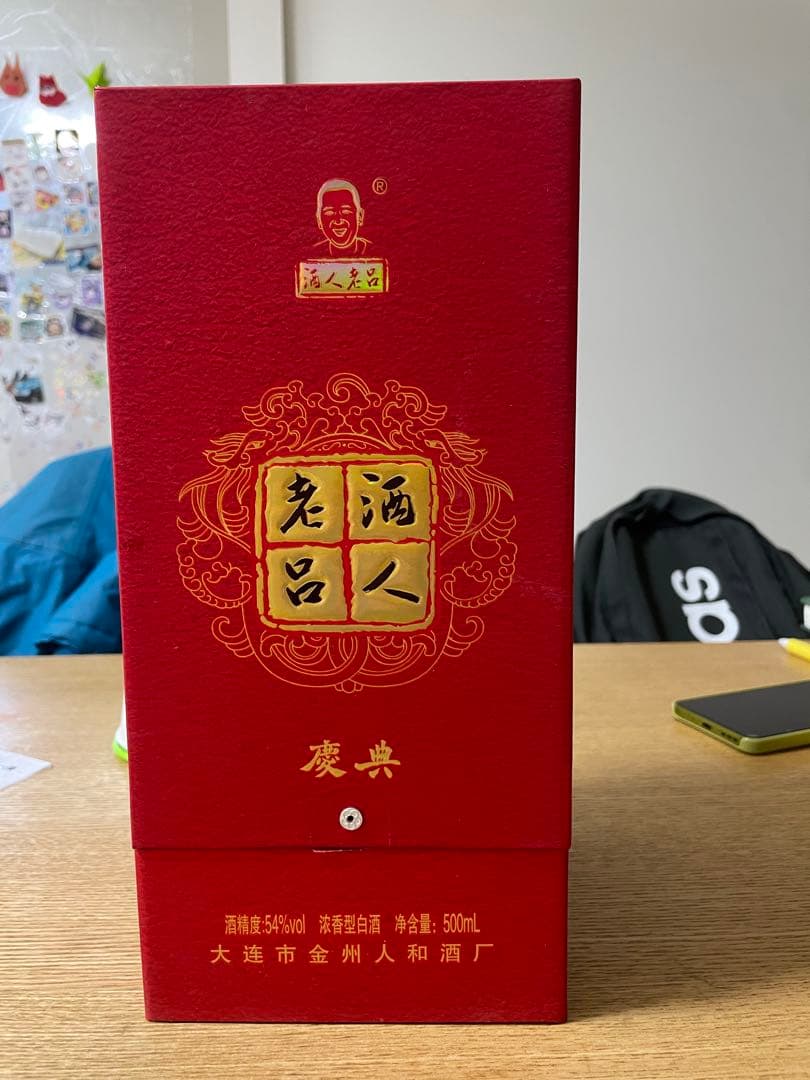 ®
酒人老吕
老酒
吕人
慶典
酒精度:54%vol 浓香型白酒 净含量：500mL
大连市金州人和酒厂